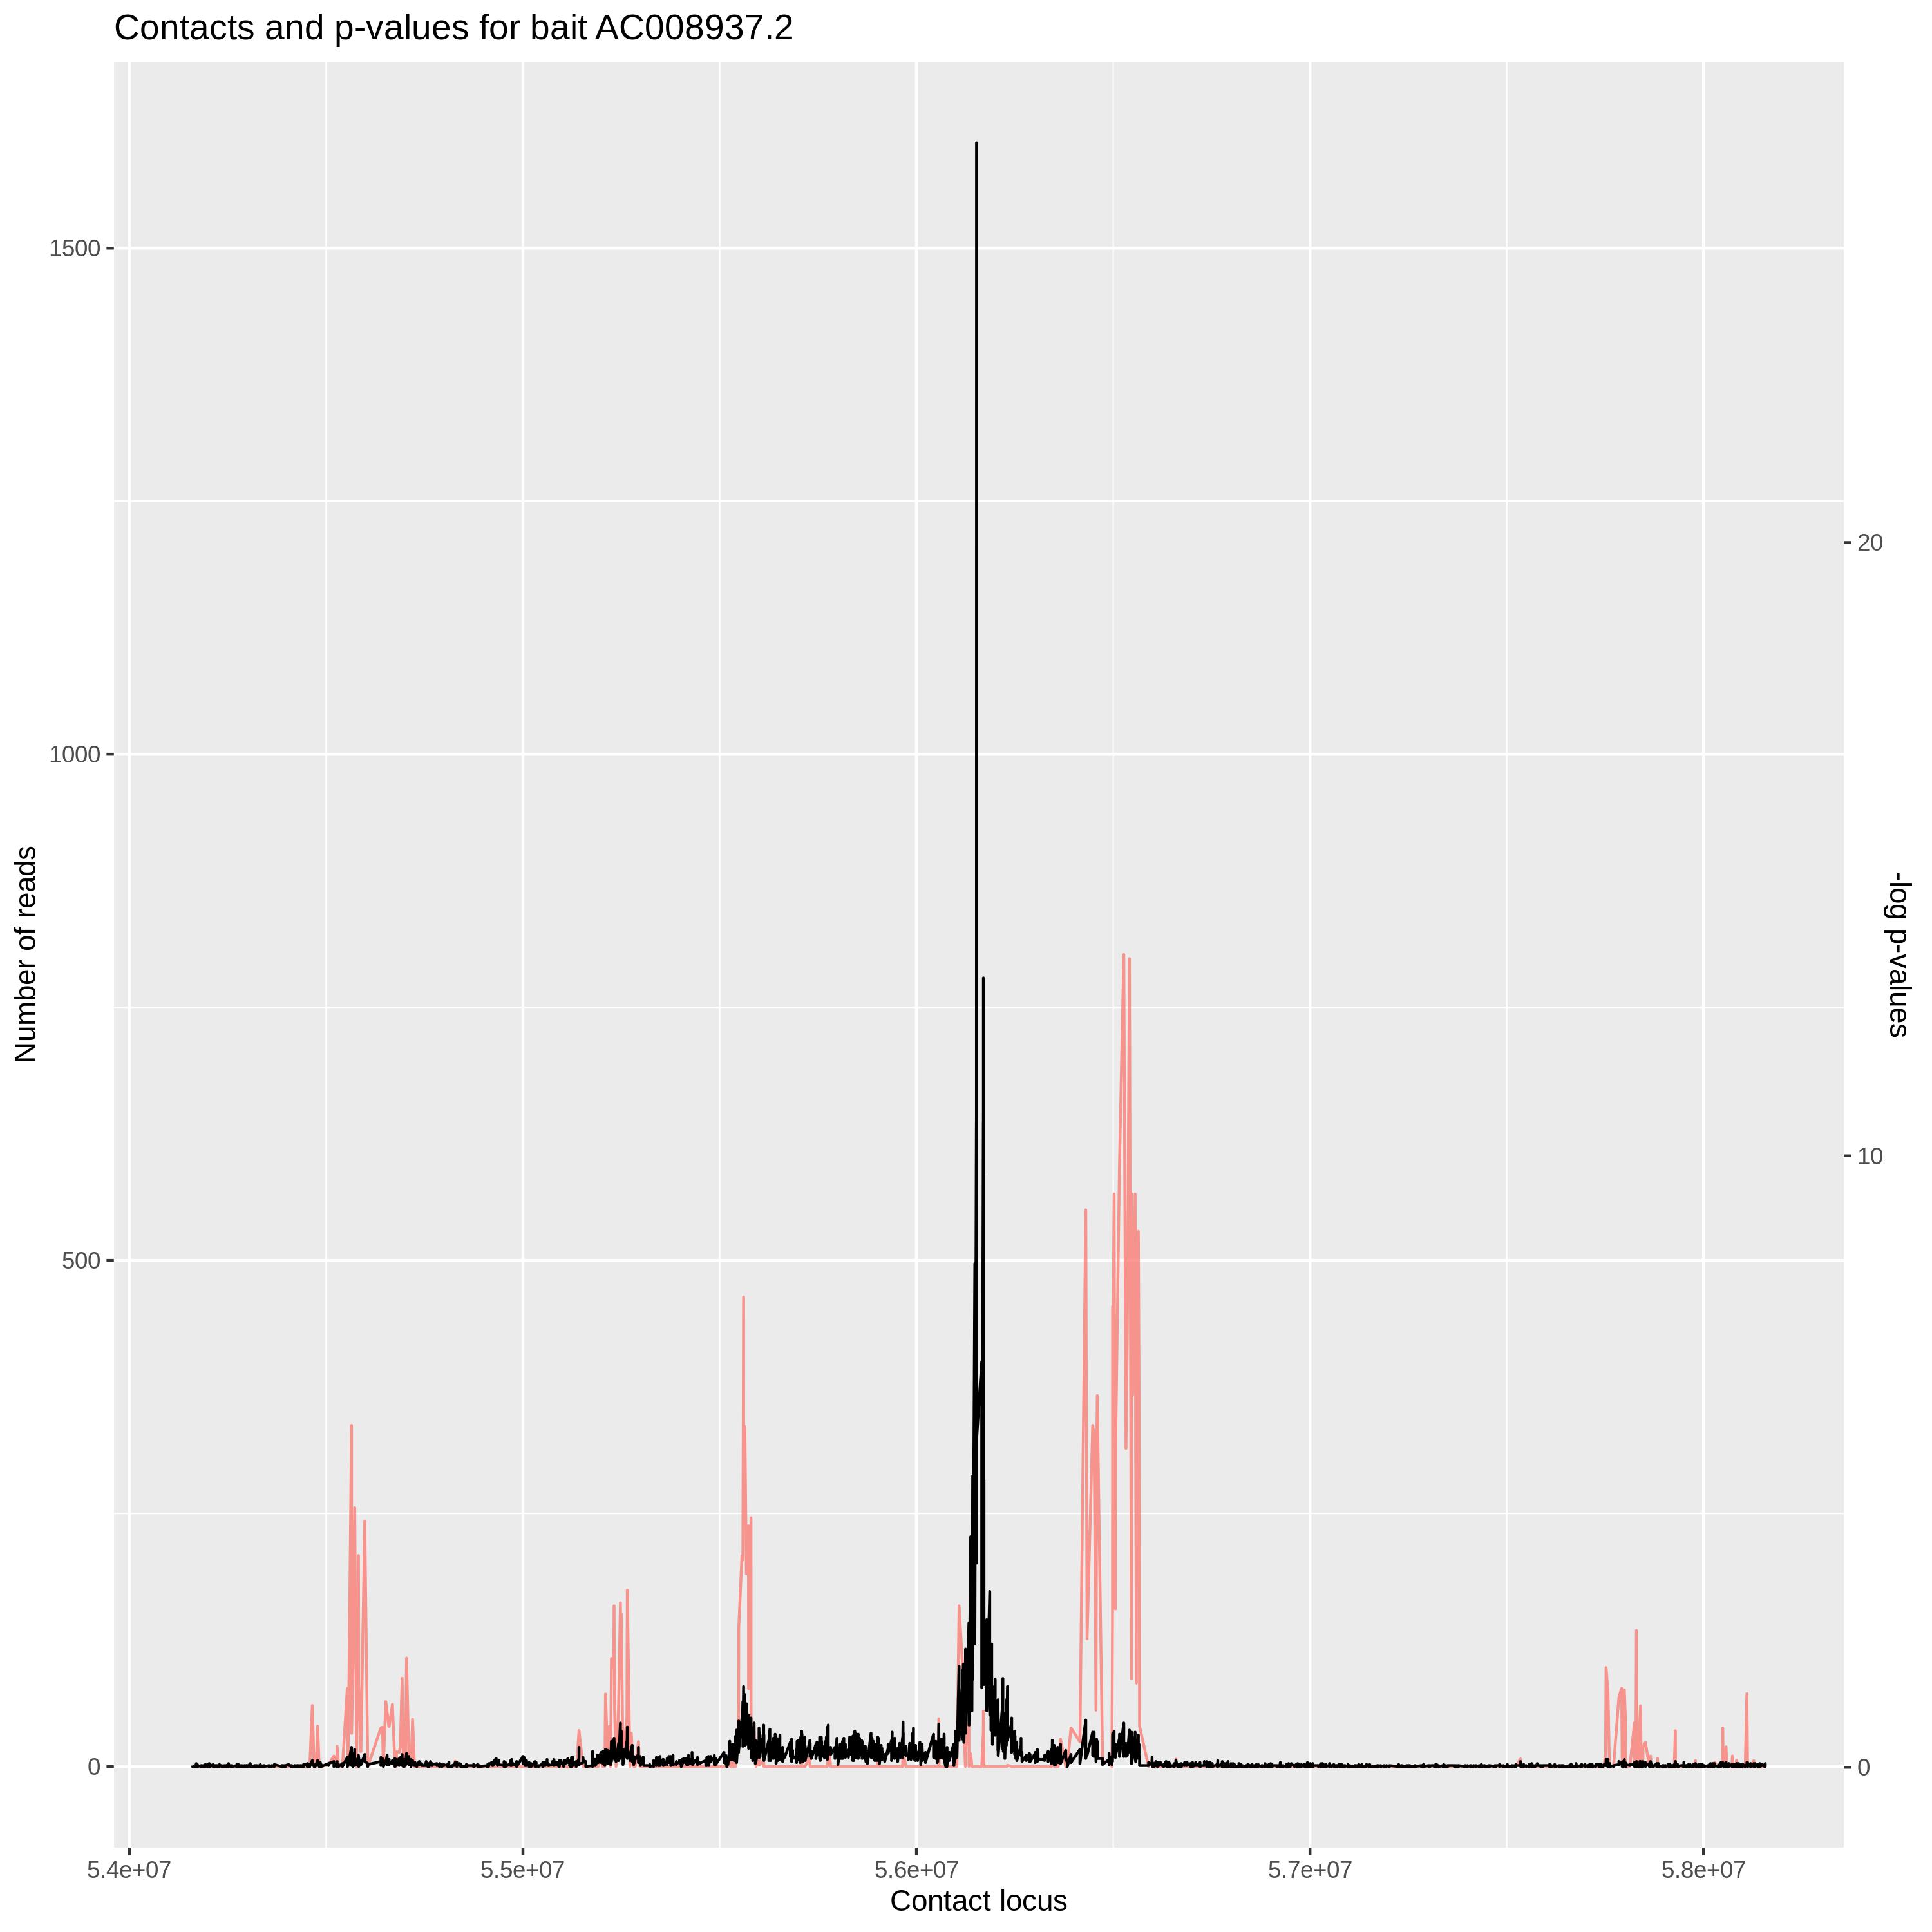 Contacts and p-values for bait AC008937.2
1500
1000
500
0
Number of reads
20
10
0
-log p-values
5.4e+07
5.5e+07
5.6e+07
5.7e+07
5.8e+07
Contact locus